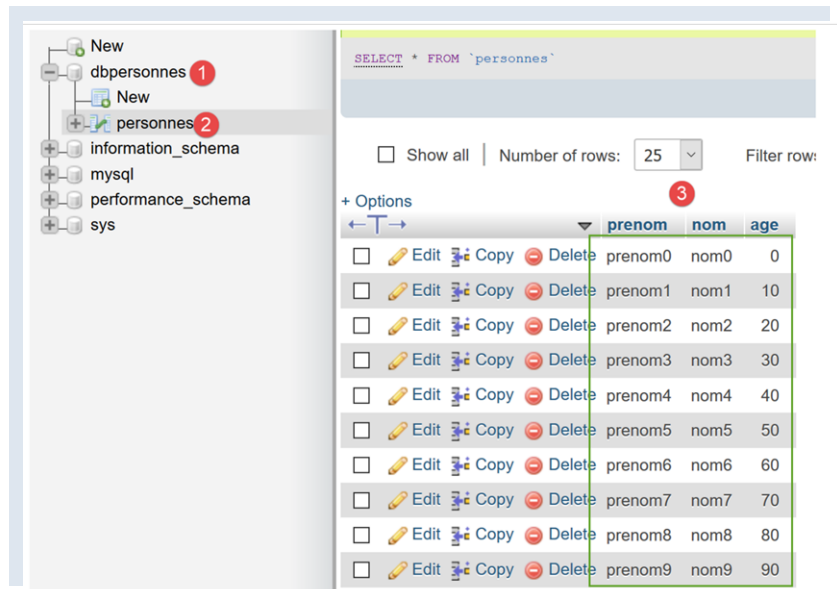 New
dbpersonnes 1
New
personnes 2
information_schema
mysql
performance_schema
sys
SELECT * FROM `personnes`
Show all | Number of rows: 25 Filter rows
3
+ Options
←T→ prenom nom age
Edit Copy Delete prenom0 nom0 0
Edit Copy Delete prenom1 nom1 10
Edit Copy Delete prenom2 nom2 20
Edit Copy Delete prenom3 nom3 30
Edit Copy Delete prenom4 nom4 40
Edit Copy Delete prenom5 nom5 50
Edit Copy Delete prenom6 nom6 60
Edit Copy Delete prenom7 nom7 70
Edit Copy Delete prenom8 nom8 80
Edit Copy Delete prenom9 nom9 90